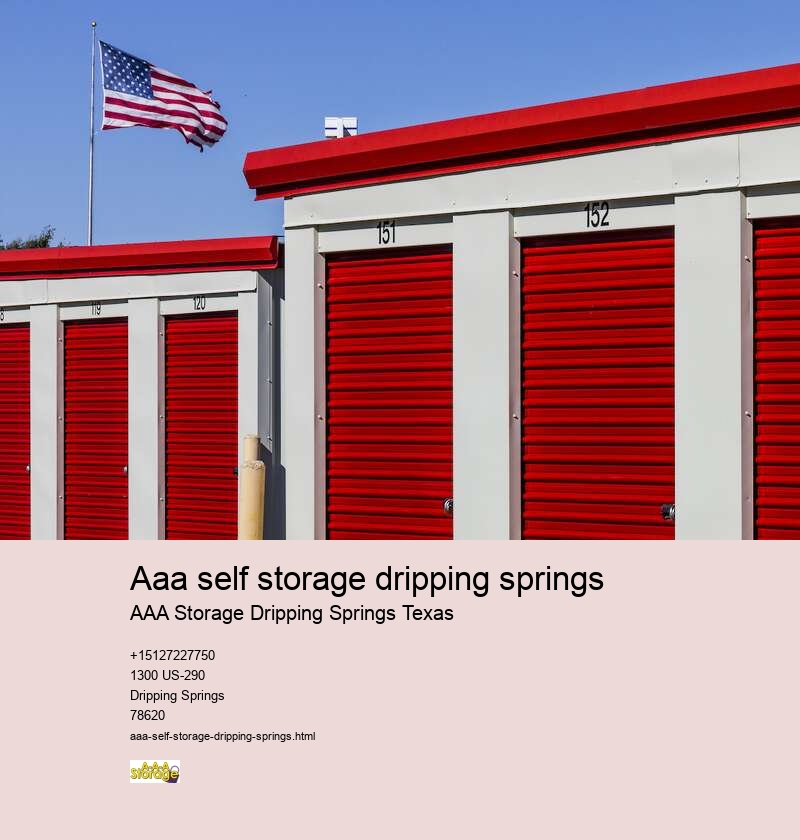 151
152
8
119
120
Aaa self storage dripping springs
AAA Storage Dripping Springs Texas
+15127227750
1300 US-290
Dripping Springs
78620
aaa-self-storage-dripping-springs.html
AAA
Storage